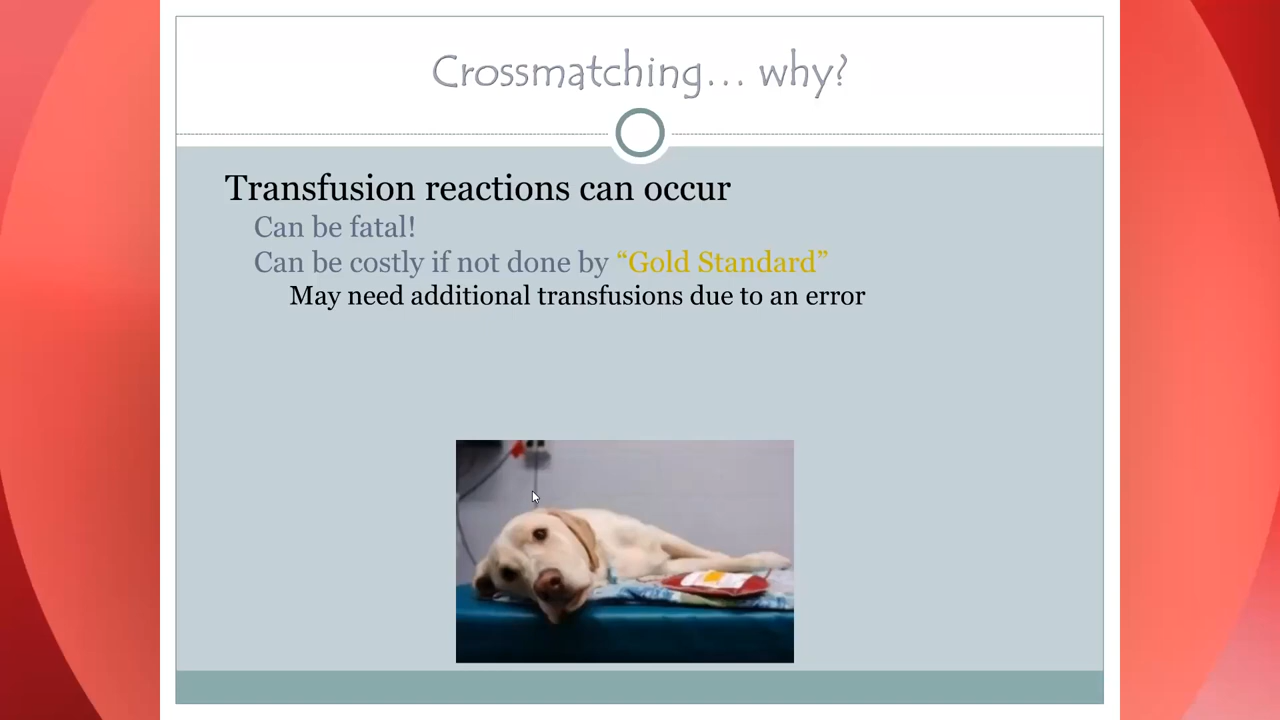 Crossmatching… why?
Transfusion reactions can occur
Can be fatal!
Can be costly if not done by “Gold Standard”
May need additional transfusions due to an error